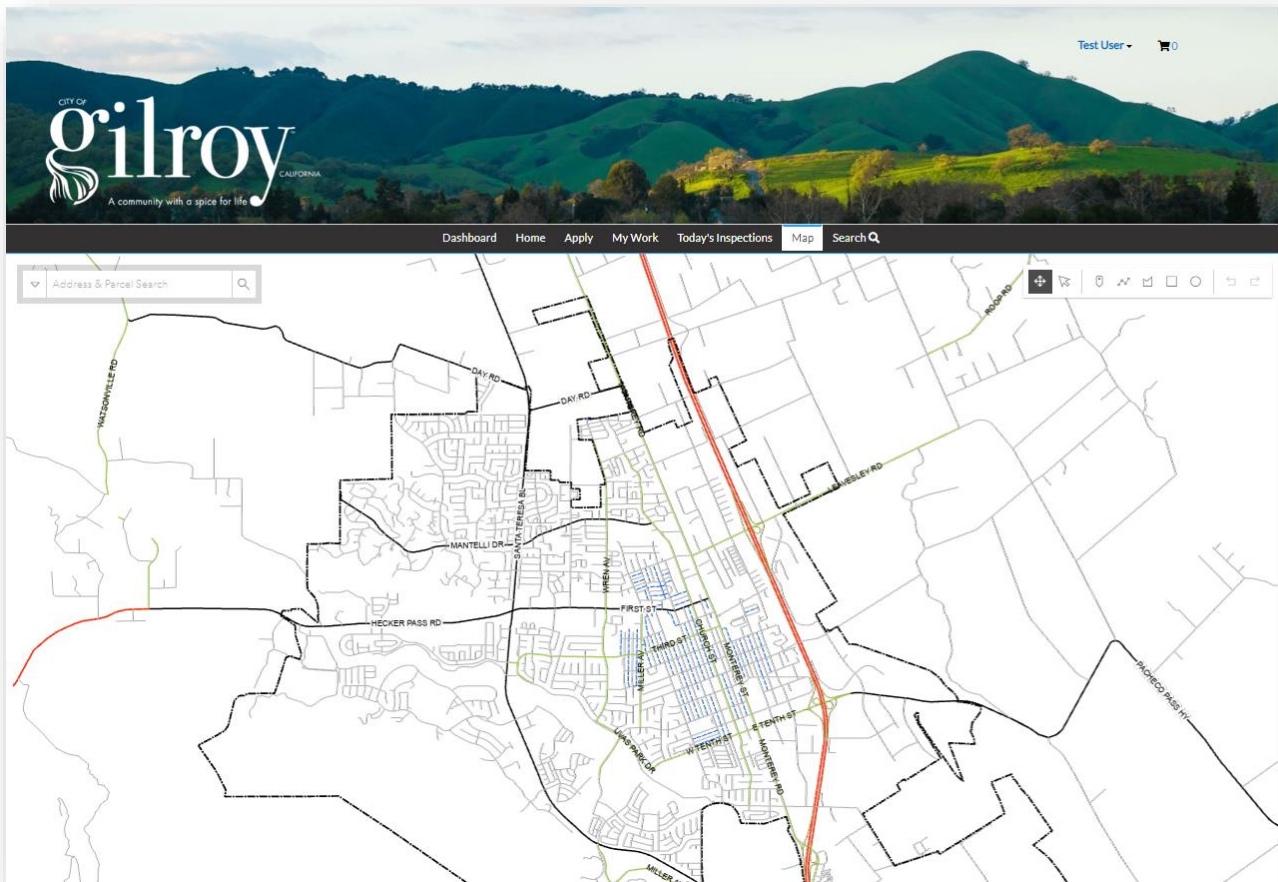 Test User
0
CITY OF
gilroy
CALIFORNIA
A community with a spice for life
Dashboard Home Apply My Work Today's Inspections Map Search
Address & Parcel Search
ROOP RD
WATSONVILLE RD
DAY RD
DAY RD
LEAVESLEY RD
SANTA TERESA BL
MANTELLI DR
WREN AV
FIRST ST
HECKER PASS RD
CHURCH ST
THIRD ST
MILLER AV
MONTEREY ST
PACHECO PASS HY
E TENTH ST
UVAS PARK DR
W TENTH ST
MONTEREY RD